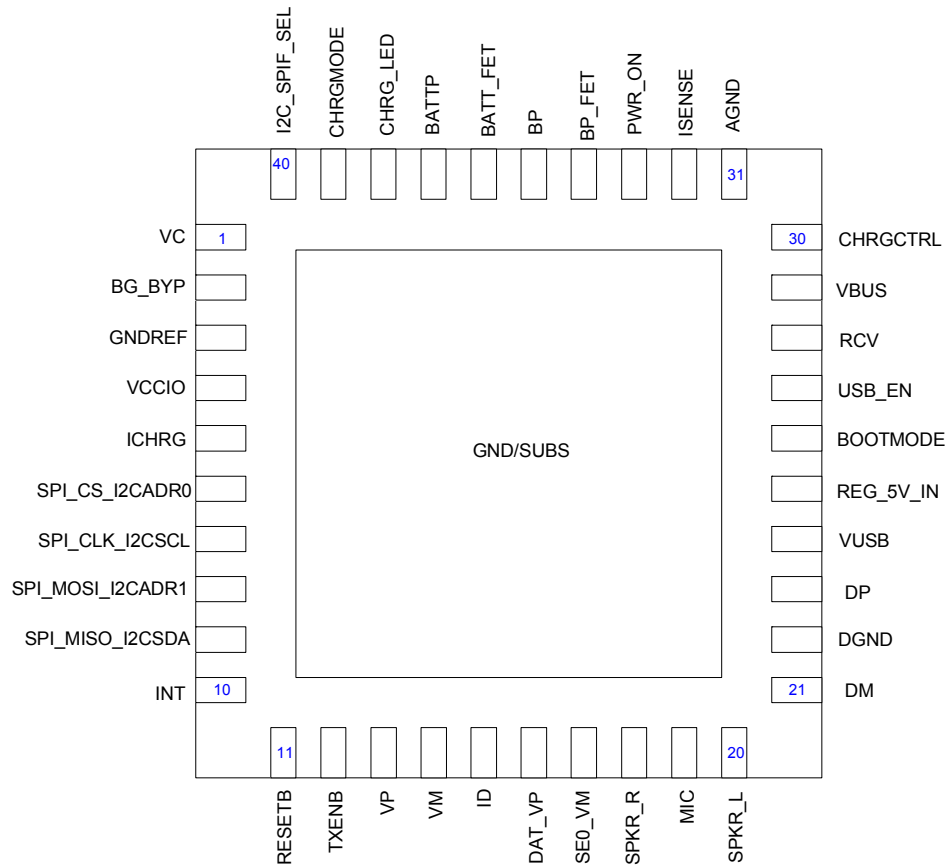 I2C_SPIF_SEL
CHRGMODE
CHRG_LED
BATTP
BATT_FET
BP
BP_FET
PWR_ON
ISENSE
AGND
40
31
VC
1
30
CHRGCTRL
BG_BYP
VBUS
GNDREF
RCV
VCCIO
USB_EN
ICHRG
BOOTMODE
GND/SUBS
SPI_CS_I2CADR0
REG_5V_IN
SPI_CLK_I2CSCL
VUSB
SPI_MOSI_I2CADR1
DP
SPI_MISO_I2CSDA
DGND
INT
10
21
DM
11
20
RESETB
TXENB
VP
VM
ID
DAT_VP
SE0_VM
SPKR_R
MIC
SPKR_L